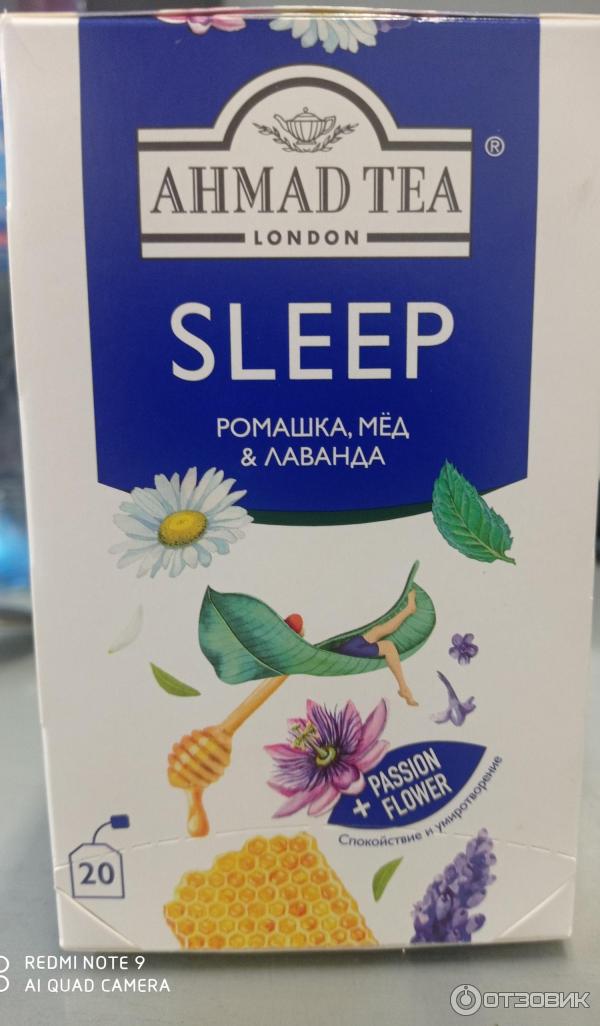 AHMAD TEA
®
LONDON
SLEEP
РОМАШКА, МЁД
& ЛАВАНДА
+ PASSION
FLOWER
Спокойствие и умиротворение
20
REDMI NOTE 9
AI QUAD CAMERA
ОТЗОВИК